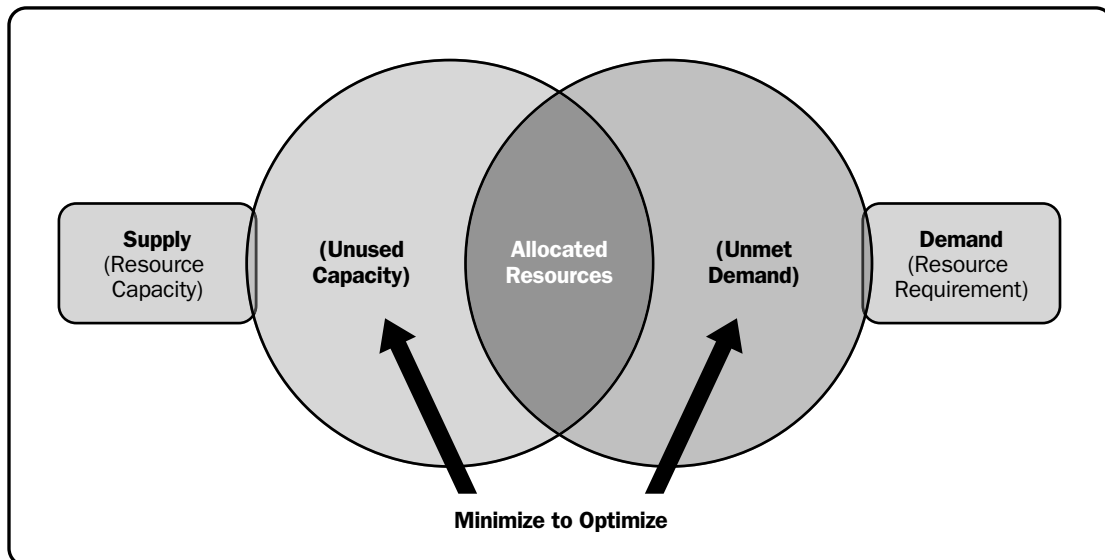 Supply
(Resource
Capacity)
(Unused
Capacity)
Allocated
Resources
(Unmet
Demand)
Demand
(Resource
Requirement)
Minimize to Optimize